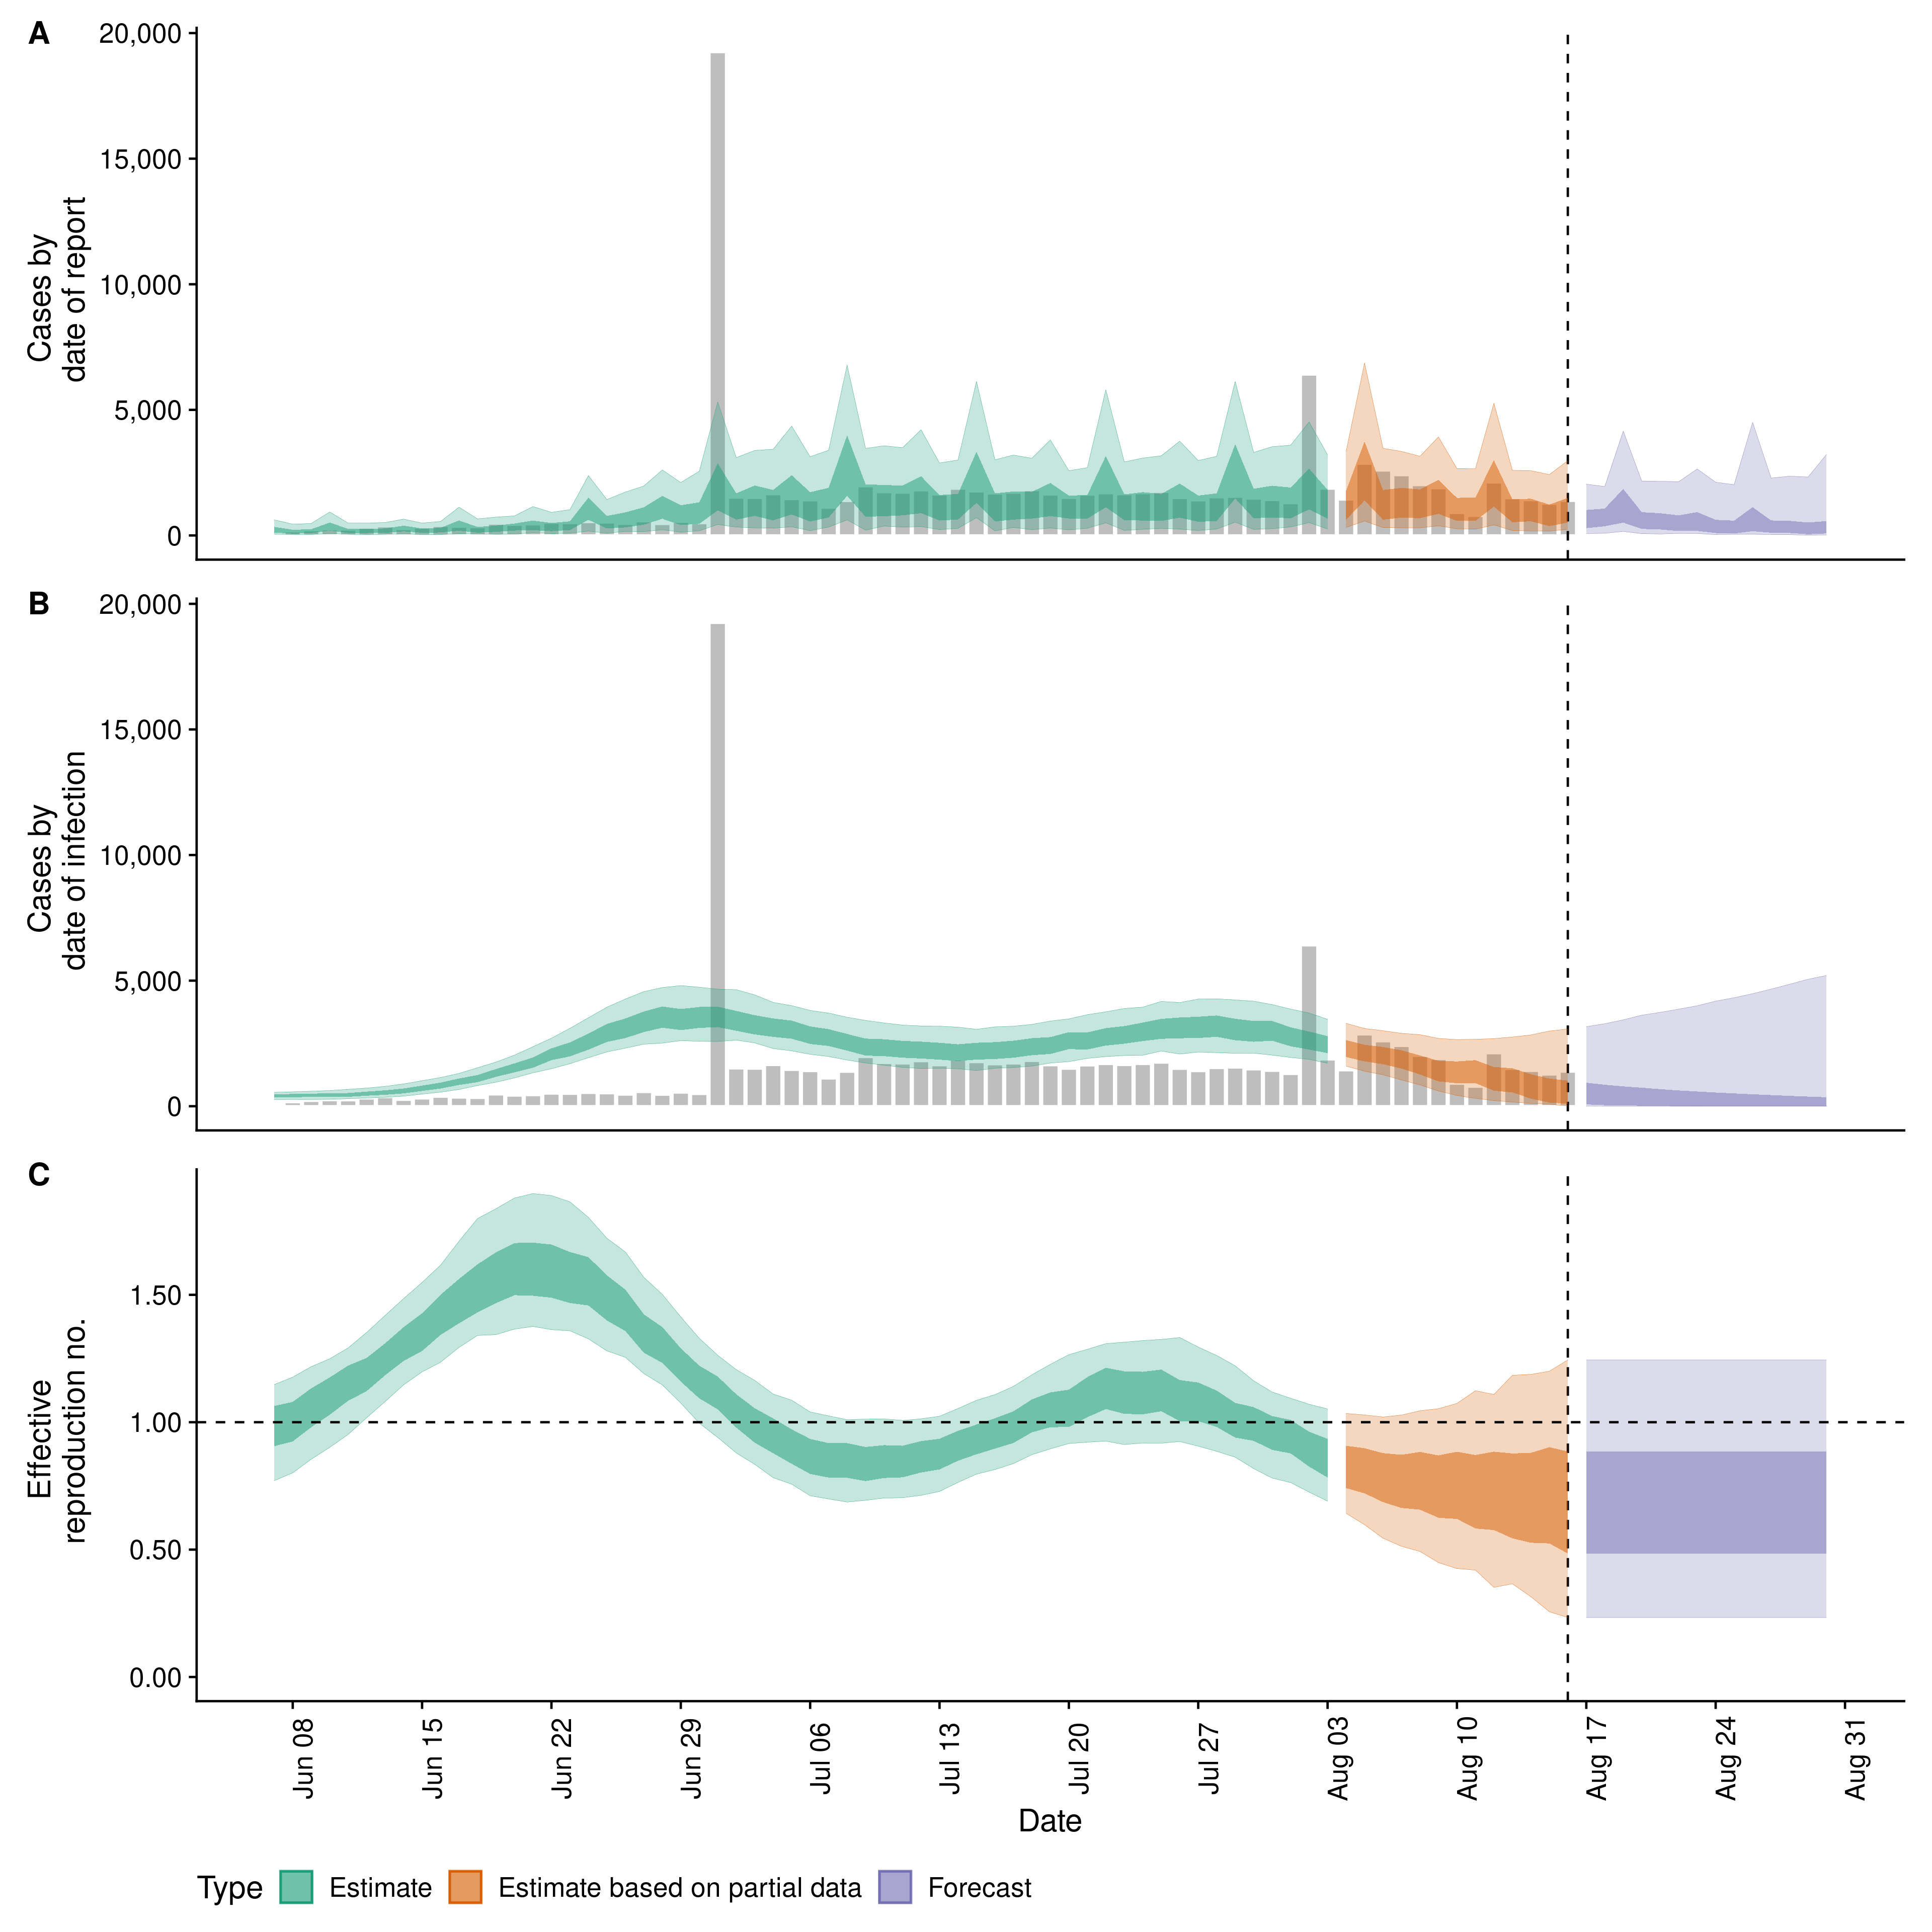 A
20,000
15,000
10,000
5,000
0
Cases by
date of report
B
20,000
15,000
10,000
5,000
0
Cases by
date of infection
C
1.50
1.00
0.50
0.00
Effective
reproduction no.
Jun 08
Jun 15
Jun 22
Jun 29
Jul 06
Jul 13
Jul 20
Jul 27
Aug 03
Aug 10
Aug 17
Aug 24
Aug 31
Date
Type Estimate Estimate based on partial data Forecast